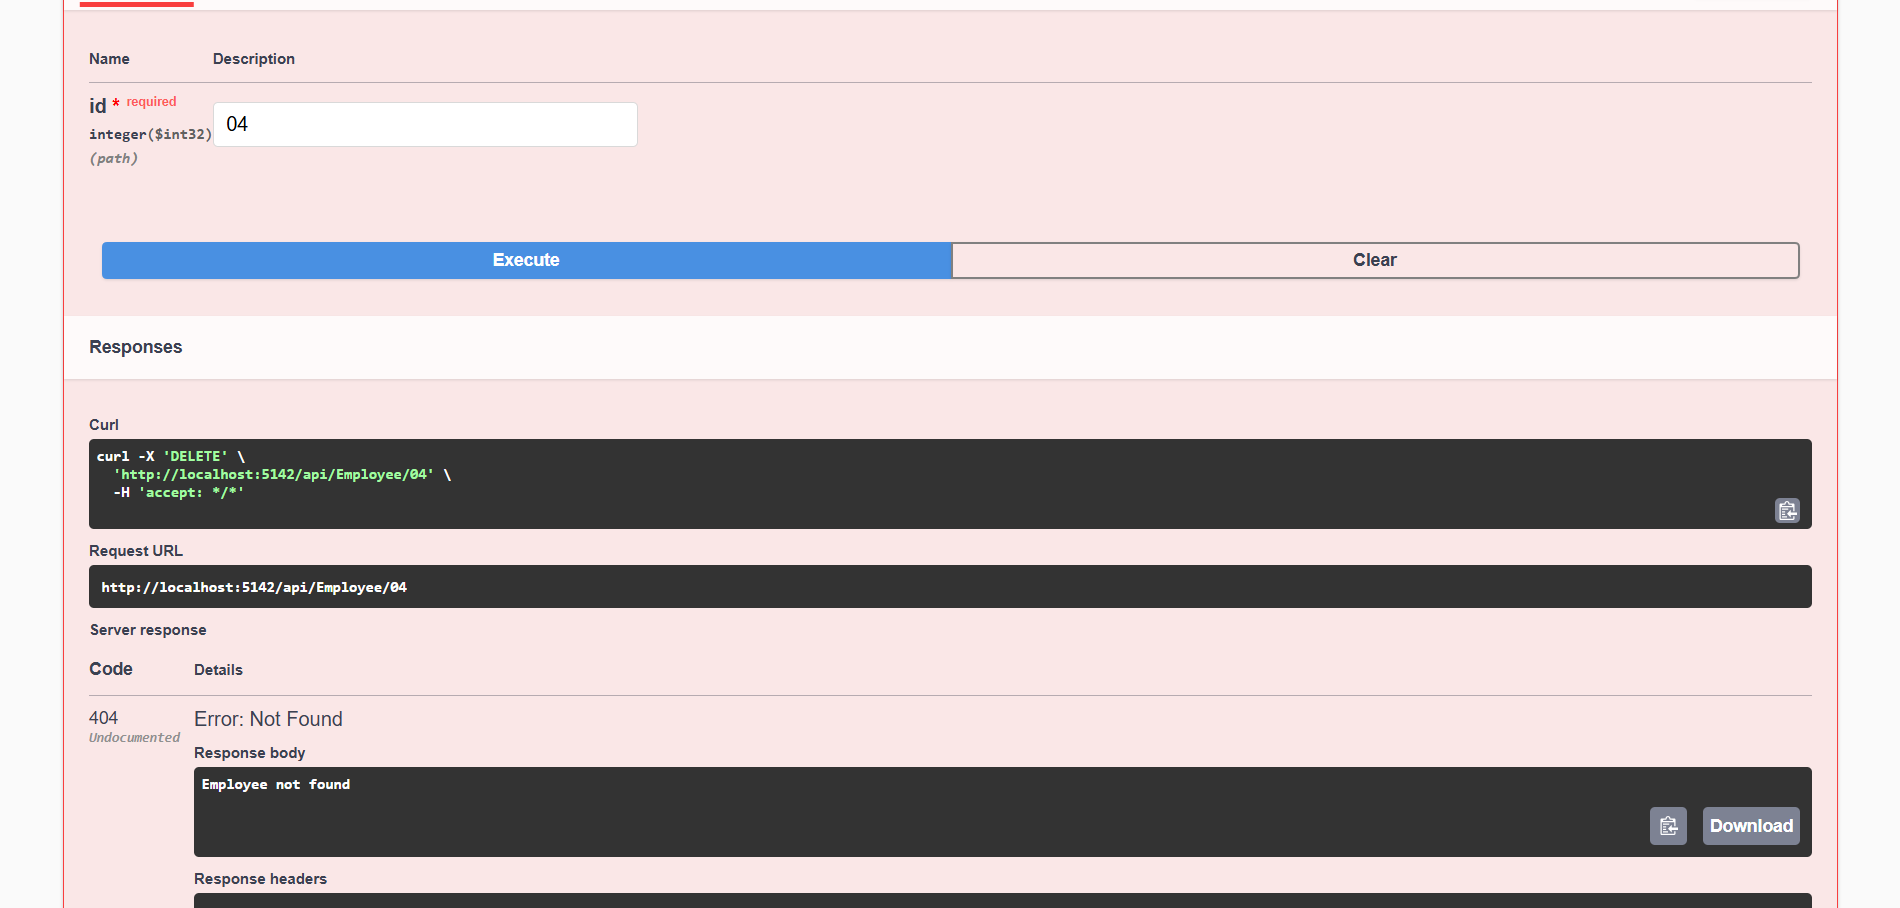 Name Description
id * required
integer($int32)
(path)
04
Execute Clear
Responses
Curl
curl -X 'DELETE' \
  'http://localhost:5142/api/Employee/04' \
  -H 'accept: */*'
Request URL
http://localhost:5142/api/Employee/04
Server response
Code Details
404
Undocumented
Error: Not Found
Response body
Employee not found
Download
Response headers